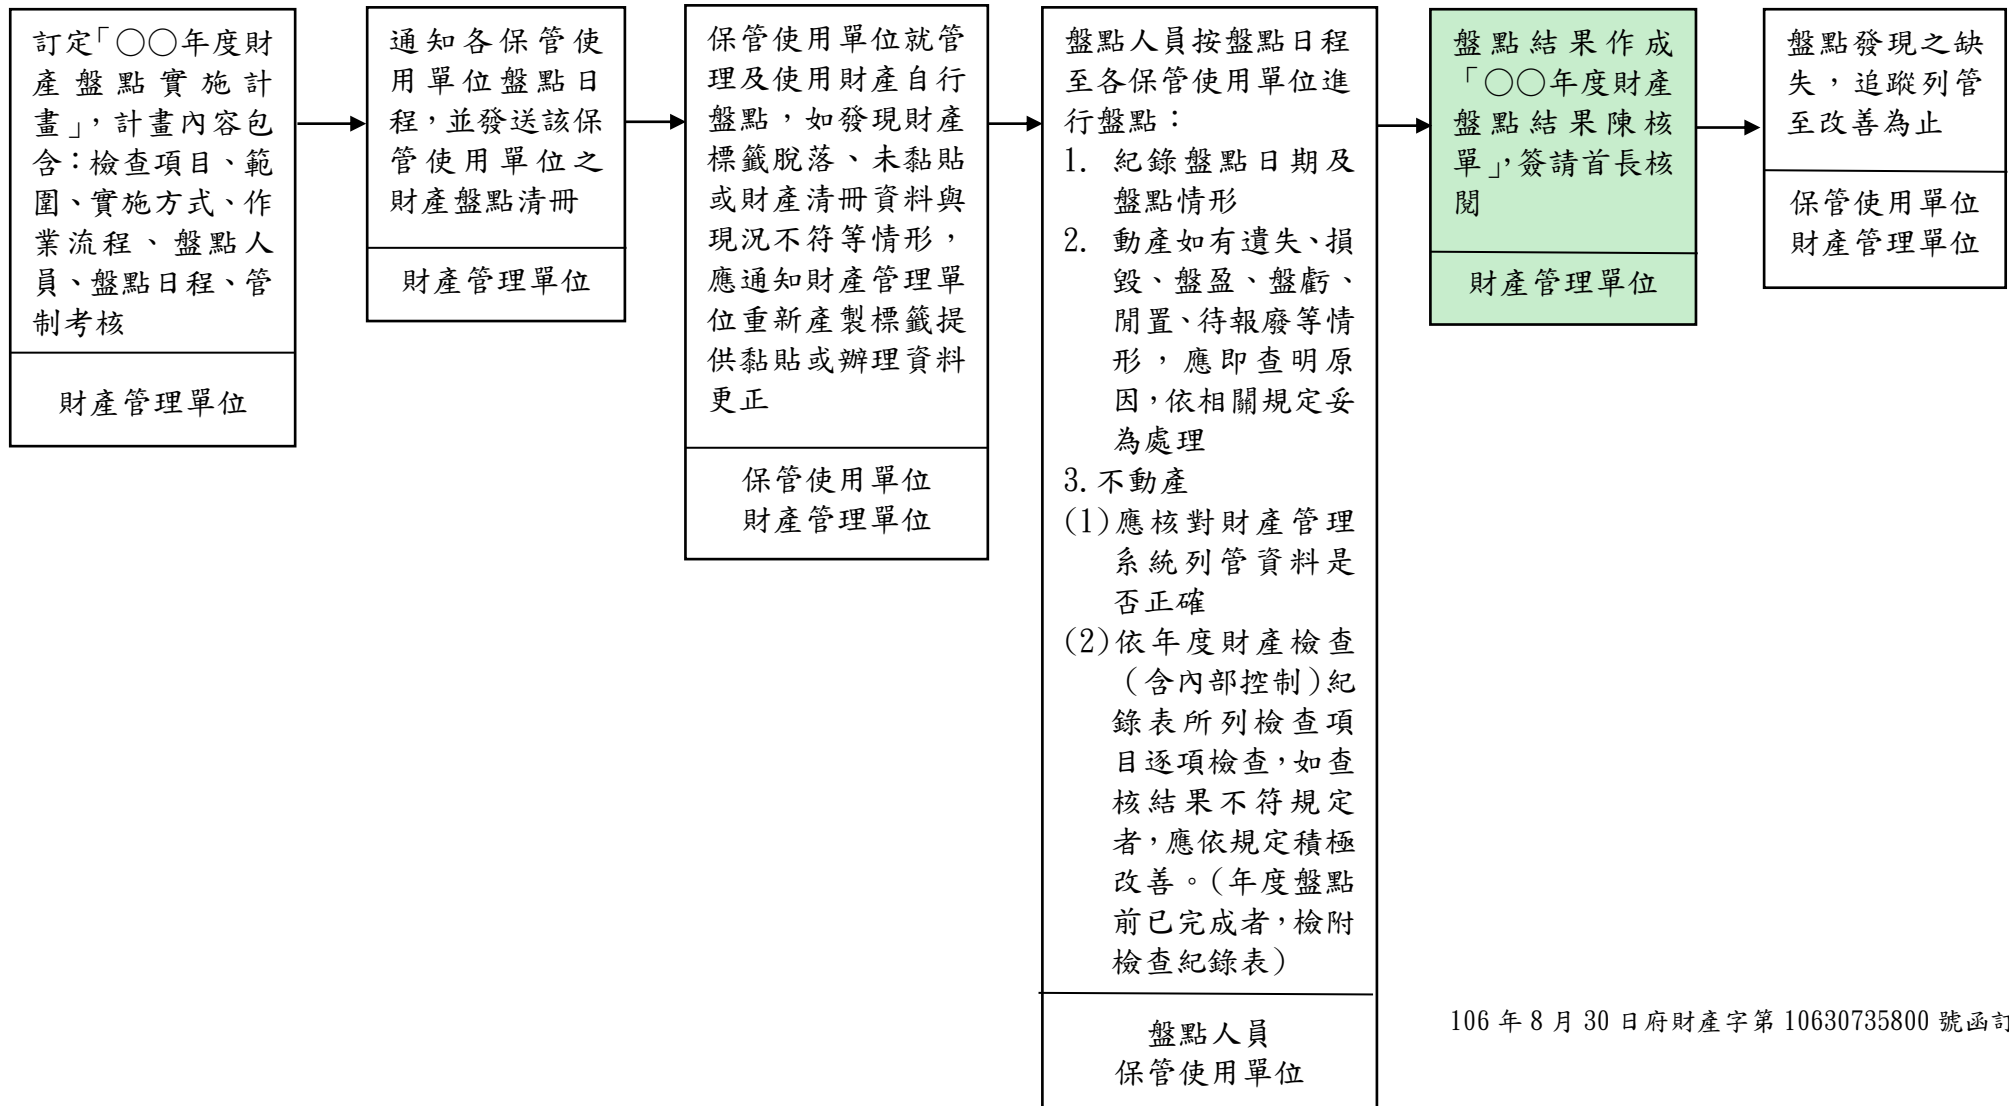 訂定「○○年度財
產盤點實施計
畫」，計畫內容包
含：檢查項目、範
圍、實施方式、作
業流程、盤點人
員、盤點日程、管
制考核
財產管理單位
通知各保管使
用單位盤點日
程，並發送該保
管使用單位之
財產盤點清冊
財產管理單位
保管使用單位就管
理及使用財產自行
盤點，如發現財產
標籤脫落、未黏貼
或財產清冊資料與
現況不符等情形，
應通知財產管理單
位重新產製標籤提
供黏貼或辦理資料
更正
保管使用單位
財產管理單位
盤點人員按盤點日程
至各保管使用單位進
行盤點：
1. 紀錄盤點日期及
盤點情形
2. 動產如有遺失、損
毀、盤盈、盤虧、
閒置、待報廢等情
形，應即查明原
因，依相關規定妥
為處理
3.不動產
(1)應核對財產管理
系統列管資料是
否正確
(2)依年度財產檢查
（含內部控制）紀
錄表所列檢查項
目逐項檢查，如查
核結果不符規定
者，應依規定積極
改善。（年度盤點
前已完成者，檢附
檢查紀錄表）
盤點人員
保管使用單位
盤點結果作成
「○○年度財產
盤點結果陳核
單」，簽請首長核
閱
財產管理單位
盤點發現之缺
失，追蹤列管
至改善為止
保管使用單位
財產管理單位
106 年 8 月 30 日府財產字第 10630735800 號函訂